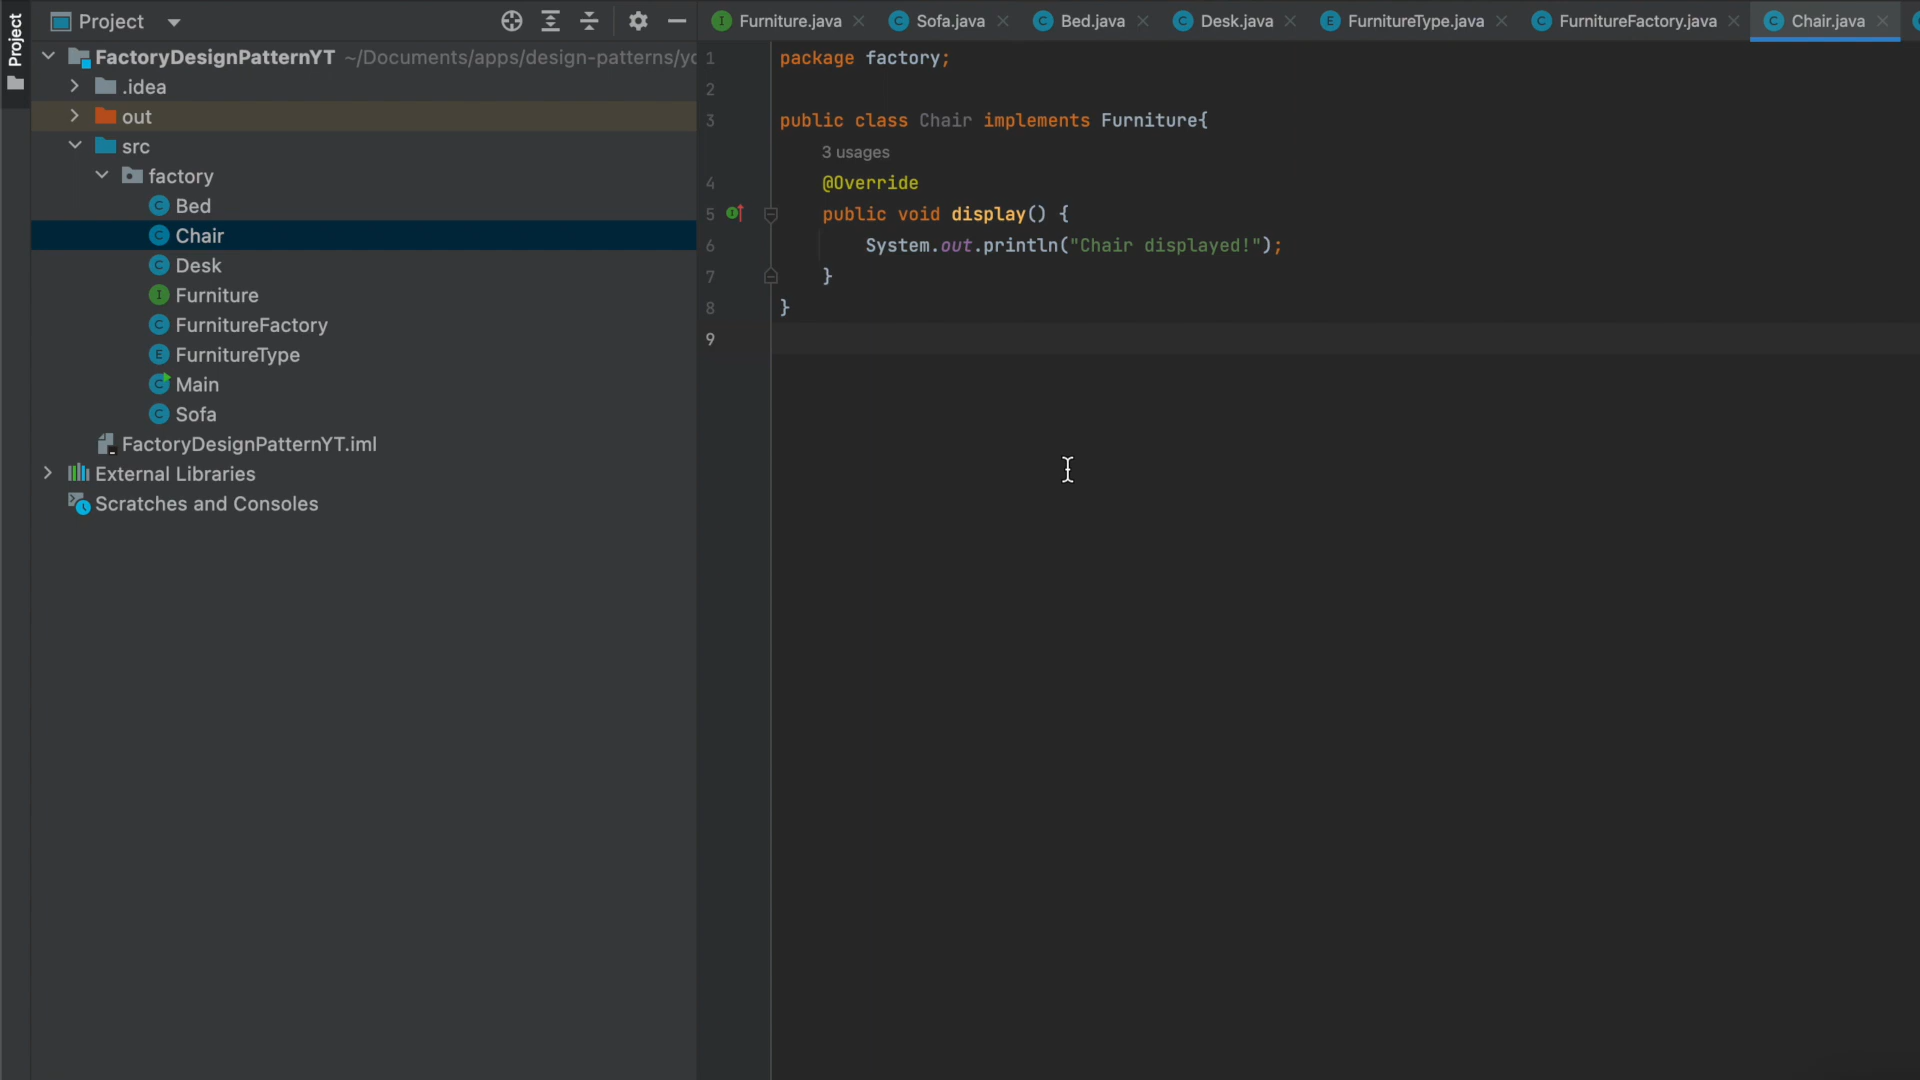 Project
Project
FactoryDesignPatternYT ~/Documents/apps/design-patterns/yo
.idea
out
src
factory
Bed
Chair
Desk
Furniture
FurnitureFactory
FurnitureType
Main
Sofa
FactoryDesignPatternYT.iml
External Libraries
Scratches and Consoles
Furniture.java
Sofa.java
Bed.java
Desk.java
FurnitureType.java
FurnitureFactory.java
Chair.java
1 package factory;
2
3 public class Chair implements Furniture{
3 usages
4 @Override
5 public void display() {
6 System.out.println("Chair displayed!");
7 }
8 }
9